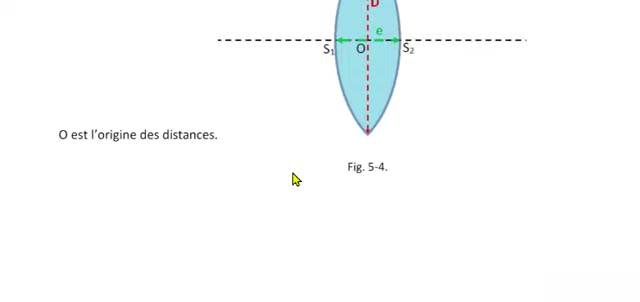 D
e
S₁ O S₂
O est l'origine des distances.
Fig. 5-4.